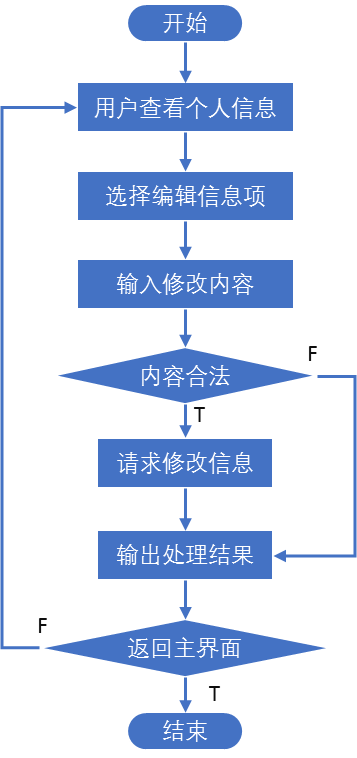 开始
用户查看个人信息
选择编辑信息项
输入修改内容
内容合法
F
T
请求修改信息
输出处理结果
F
返回主界面
T
结束